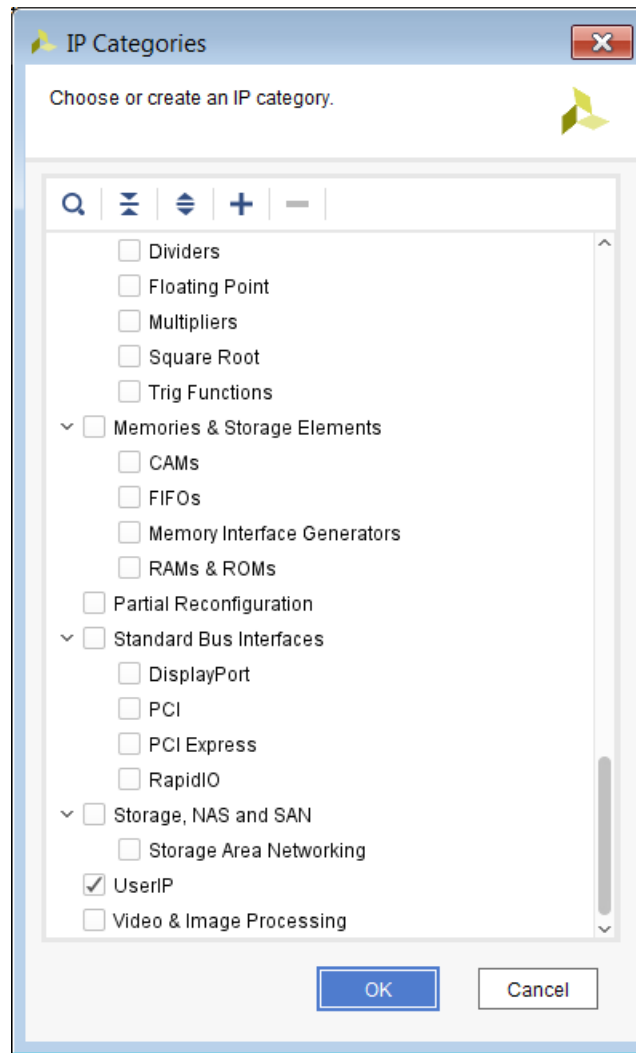 IP Categories
Choose or create an IP category.
Dividers
Floating Point
Multipliers
Square Root
Trig Functions
Memories & Storage Elements
CAMs
FIFOs
Memory Interface Generators
RAMs & ROMs
Partial Reconfiguration
Standard Bus Interfaces
DisplayPort
PCI
PCI Express
RapidIO
Storage, NAS and SAN
Storage Area Networking
UserIP
Video & Image Processing
OK Cancel